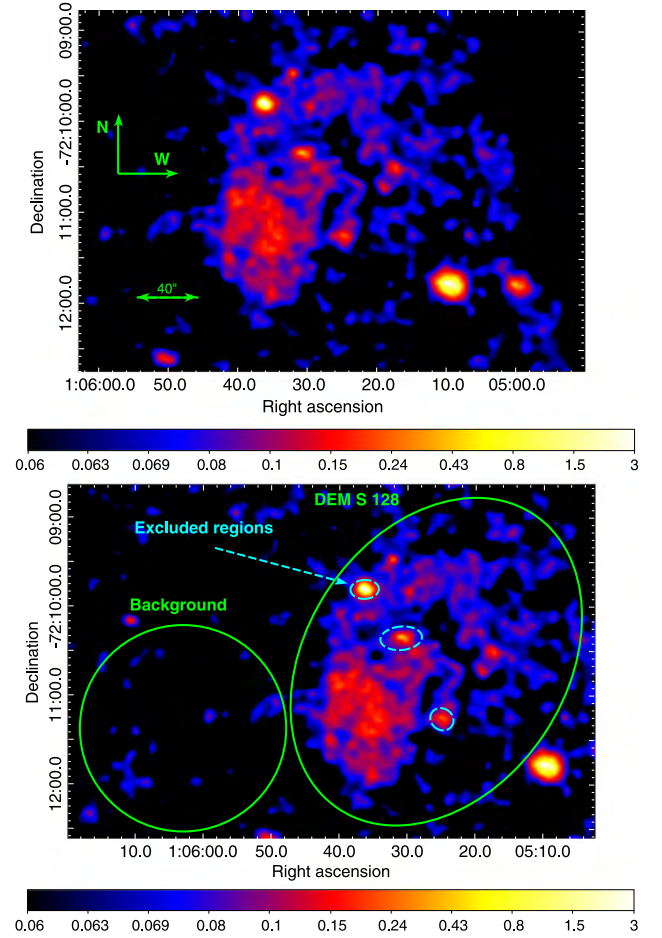 09:00.0
-72:10:00.0
11:00.0
12:00.0
Declination
N
W
40"
1:06:00.0 50.0 40.0 30.0 20.0 10.0 05:00.0
Right ascension
0.06 0.063 0.069 0.08 0.1 0.15 0.24 0.43 0.8 1.5 3
DEM S 128
Excluded regions
Background
09:00.0
-72:10:00.0
11:00.0
12:00.0
Declination
10.0 1:06:00.0 50.0 40.0 30.0 20.0 05:10.0
Right ascension
0.06 0.063 0.069 0.08 0.1 0.15 0.24 0.43 0.8 1.5 3